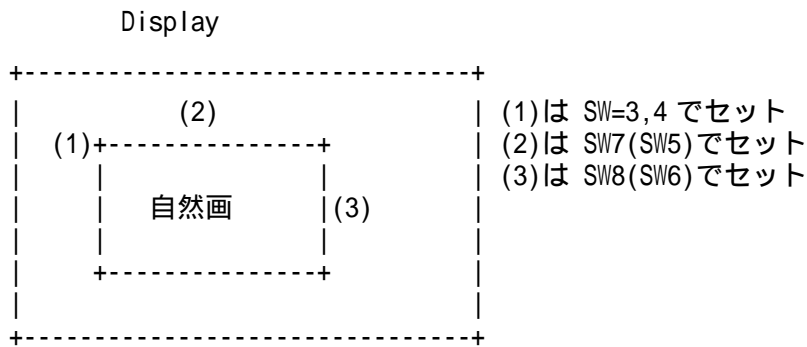 Display
+--------------------------------+
| (2) | (1)は SW=3,4 でセット
| (1)+---------------+ | (2)は SW7(SW5)でセット
| | | | (3)は SW8(SW6)でセット
| | 自然画 |(3) |
| | | |
| +---------------+ |
| |
+--------------------------------+